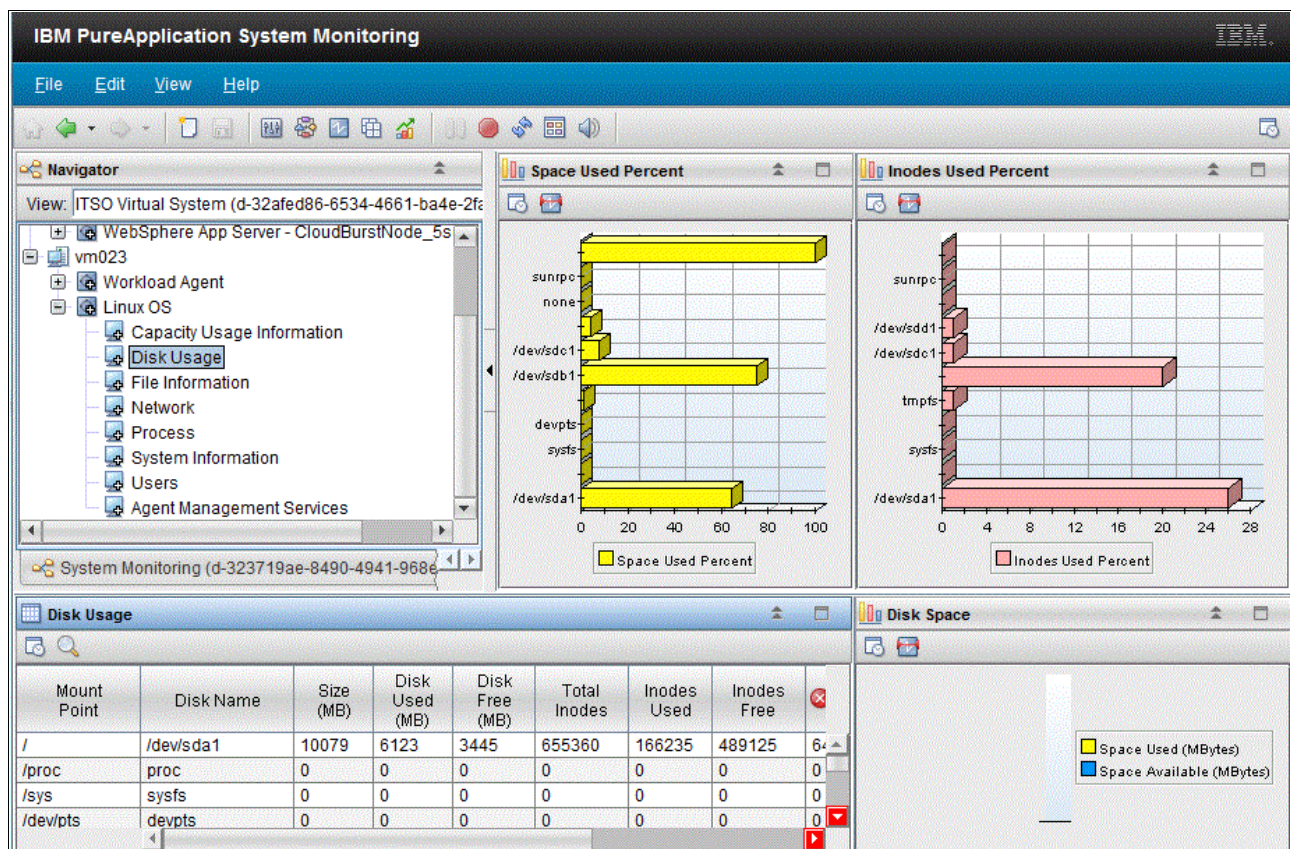 IBM PureApplication System Monitoring
IBM.
File Edit View Help
Navigator
View: ITSO Virtual System (d-32afed86-6534-4661-ba4e-2fa
WebSphere App Server - CloudBurstNode_5s
vm023
Workload Agent
Linux OS
Capacity Usage Information
Disk Usage
File Information
Network
Process
System Information
Users
Agent Management Services
System Monitoring (d-323719ae-8490-4941-968e
Space Used Percent
sunrpc
none
/dev/sdc1
/dev/sdb1
devpts
sysfs
/dev/sda1
0 20 40 60 80 100
Space Used Percent
Inodes Used Percent
sunrpc
/dev/sdd1
/dev/sdc1
tmpfs
sysfs
/dev/sda1
0 4 8 12 16 20 24 28
Inodes Used Percent
Disk Usage
Mount Point Disk Name Size (MB) Disk Used (MB) Disk Free (MB) Total Inodes Inodes Used Inodes Free
/ /dev/sda1 10079 6123 3445 655360 166235 489125 64
/proc proc 0 0 0 0 0 0 0
/sys sysfs 0 0 0 0 0 0 0
/dev/pts devpts 0 0 0 0 0 0 0
Disk Space
Space Used (MBytes)
Space Available (MBytes)